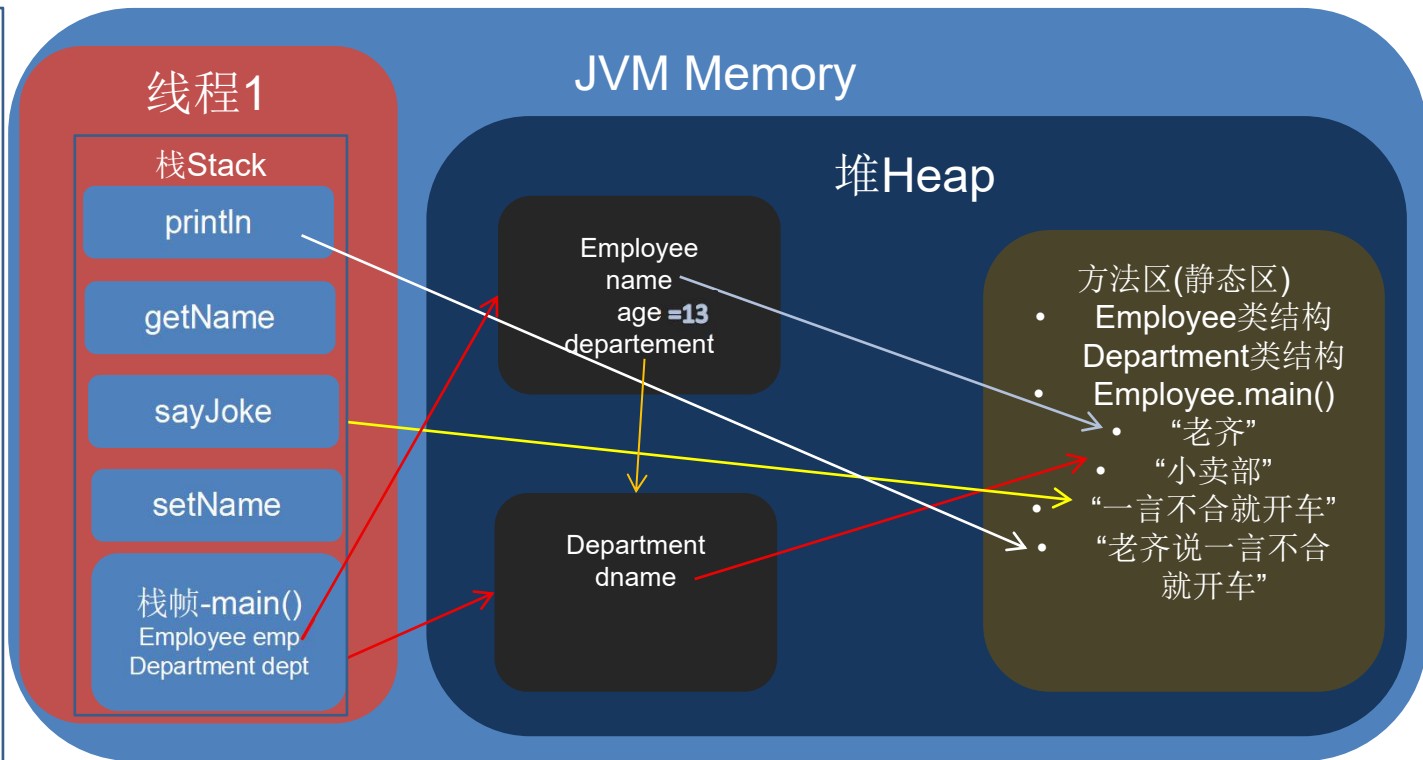 JVM Memory
线程1
栈Stack
println
getName
sayJoke
setName
栈帧-main()
Employee emp
Department dept
堆Heap
Employee
name
age =13
departement
Department
dname
方法区(静态区)
• Employee类结构
Department类结构
• Employee.main()
• “老齐”
• “小卖部”
• “一言不合就开车”
• “老齐说一言不合
就开车”